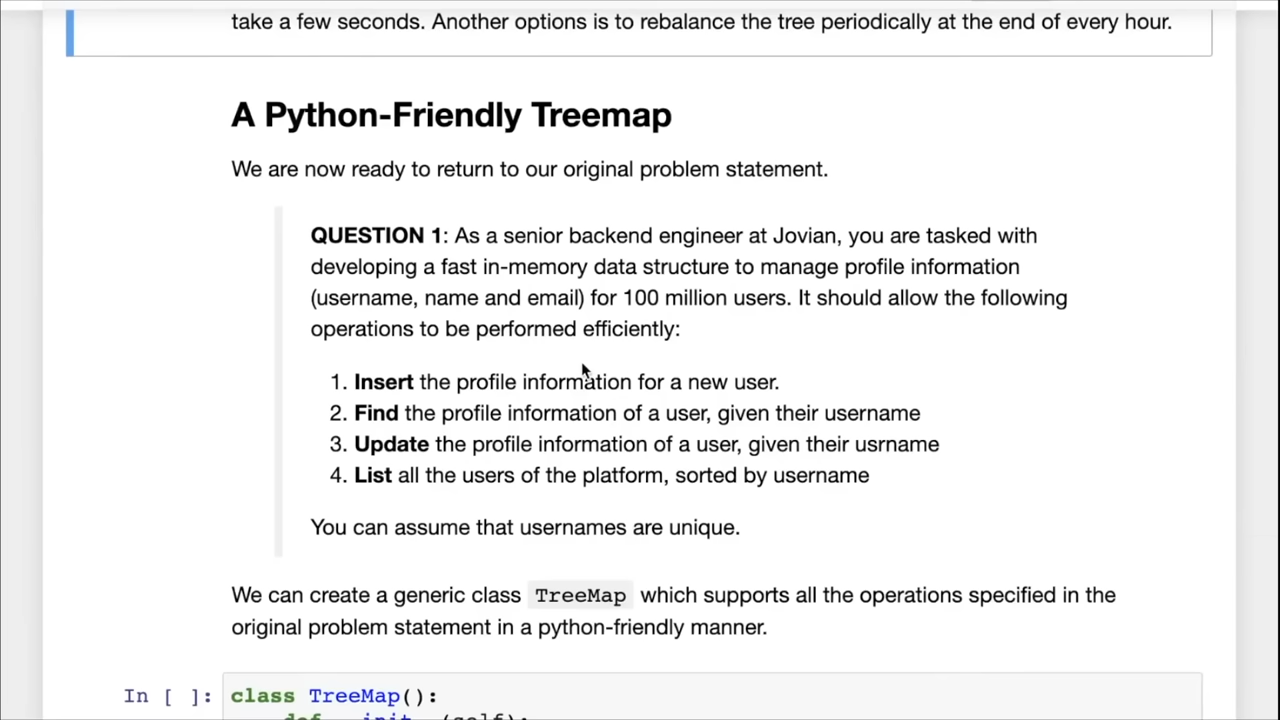 take a few seconds. Another options is to rebalance the tree periodically at the end of every hour.
A Python-Friendly Treemap
We are now ready to return to our original problem statement.
QUESTION 1: As a senior backend engineer at Jovian, you are tasked with
developing a fast in-memory data structure to manage profile information
(username, name and email) for 100 million users. It should allow the following
operations to be performed efficiently:
1. Insert the profile information for a new user.
2. Find the profile information of a user, given their username
3. Update the profile information of a user, given their usrname
4. List all the users of the platform, sorted by username
You can assume that usernames are unique.
We can create a generic class TreeMap which supports all the operations specified in the
original problem statement in a python-friendly manner.
In [ ]: class TreeMap():
def __init__(self):